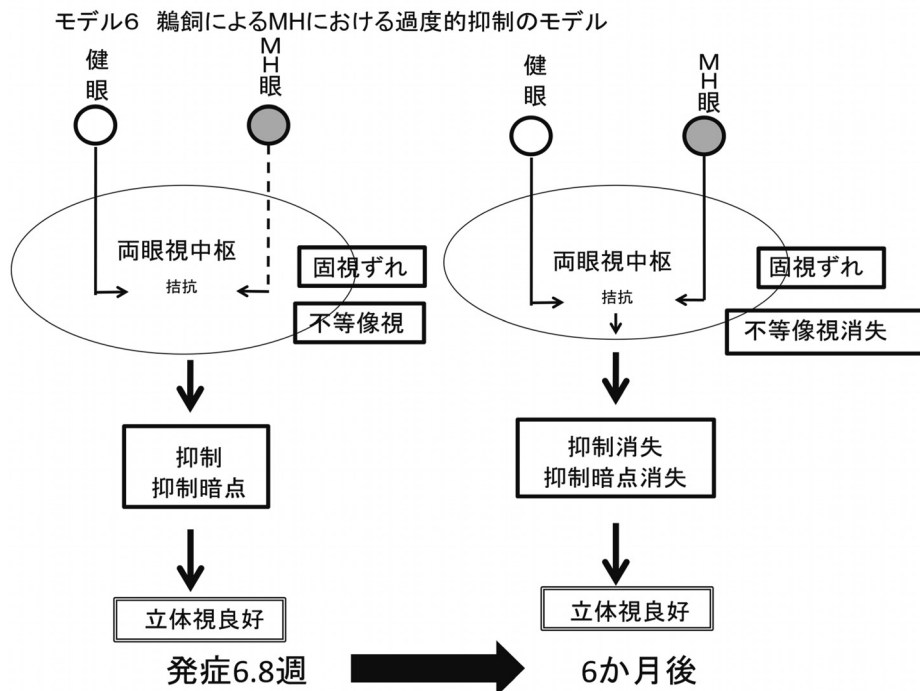 モデル6 鵜飼によるMHにおける過度的抑制のモデル
健眼
MH眼
両眼視中枢
拮抗
固視ずれ
不等像視
抑制
抑制暗点
立体視良好
発症6.8週
健眼
MH眼
両眼視中枢
拮抗
固視ずれ
不等像視消失
抑制消失
抑制暗点消失
立体視良好
6か月後